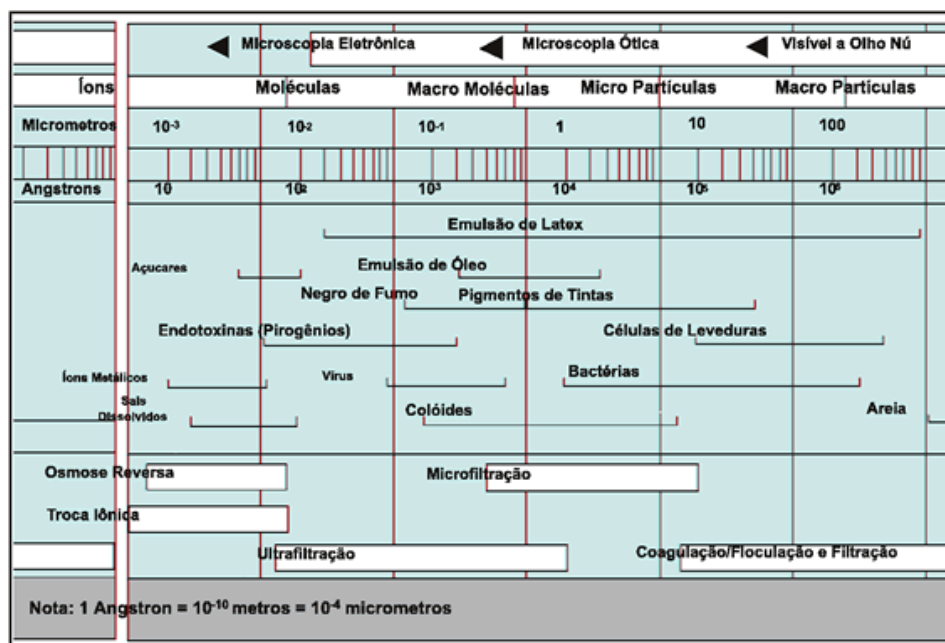 Microscopia Eletrônica Microscopia Ótica Visível a Olho Nú
Íons Moléculas Macro Moléculas Micro Partículas Macro Partículas
Micrometros 10-3 10-2 10-1 1 10 100
Angstrons 10 10² 10³ 10⁴ 10⁵ 10⁶
Emulsão de Latex
Açucares Emulsão de Óleo
Negro de Fumo Pigmentos de Tintas
Endotoxinas (Pirogênios) Células de Leveduras
Íons Metálicos Virus Bactérias
Sais
Dissolvidos Colóides Areia
Osmose Reversa Microfiltração
Troca Iônica
Ultrafiltração Coagulação/Floculação e Filtração
Nota: 1 Angstron = 10⁻¹⁰ metros = 10⁻⁴ micrometros